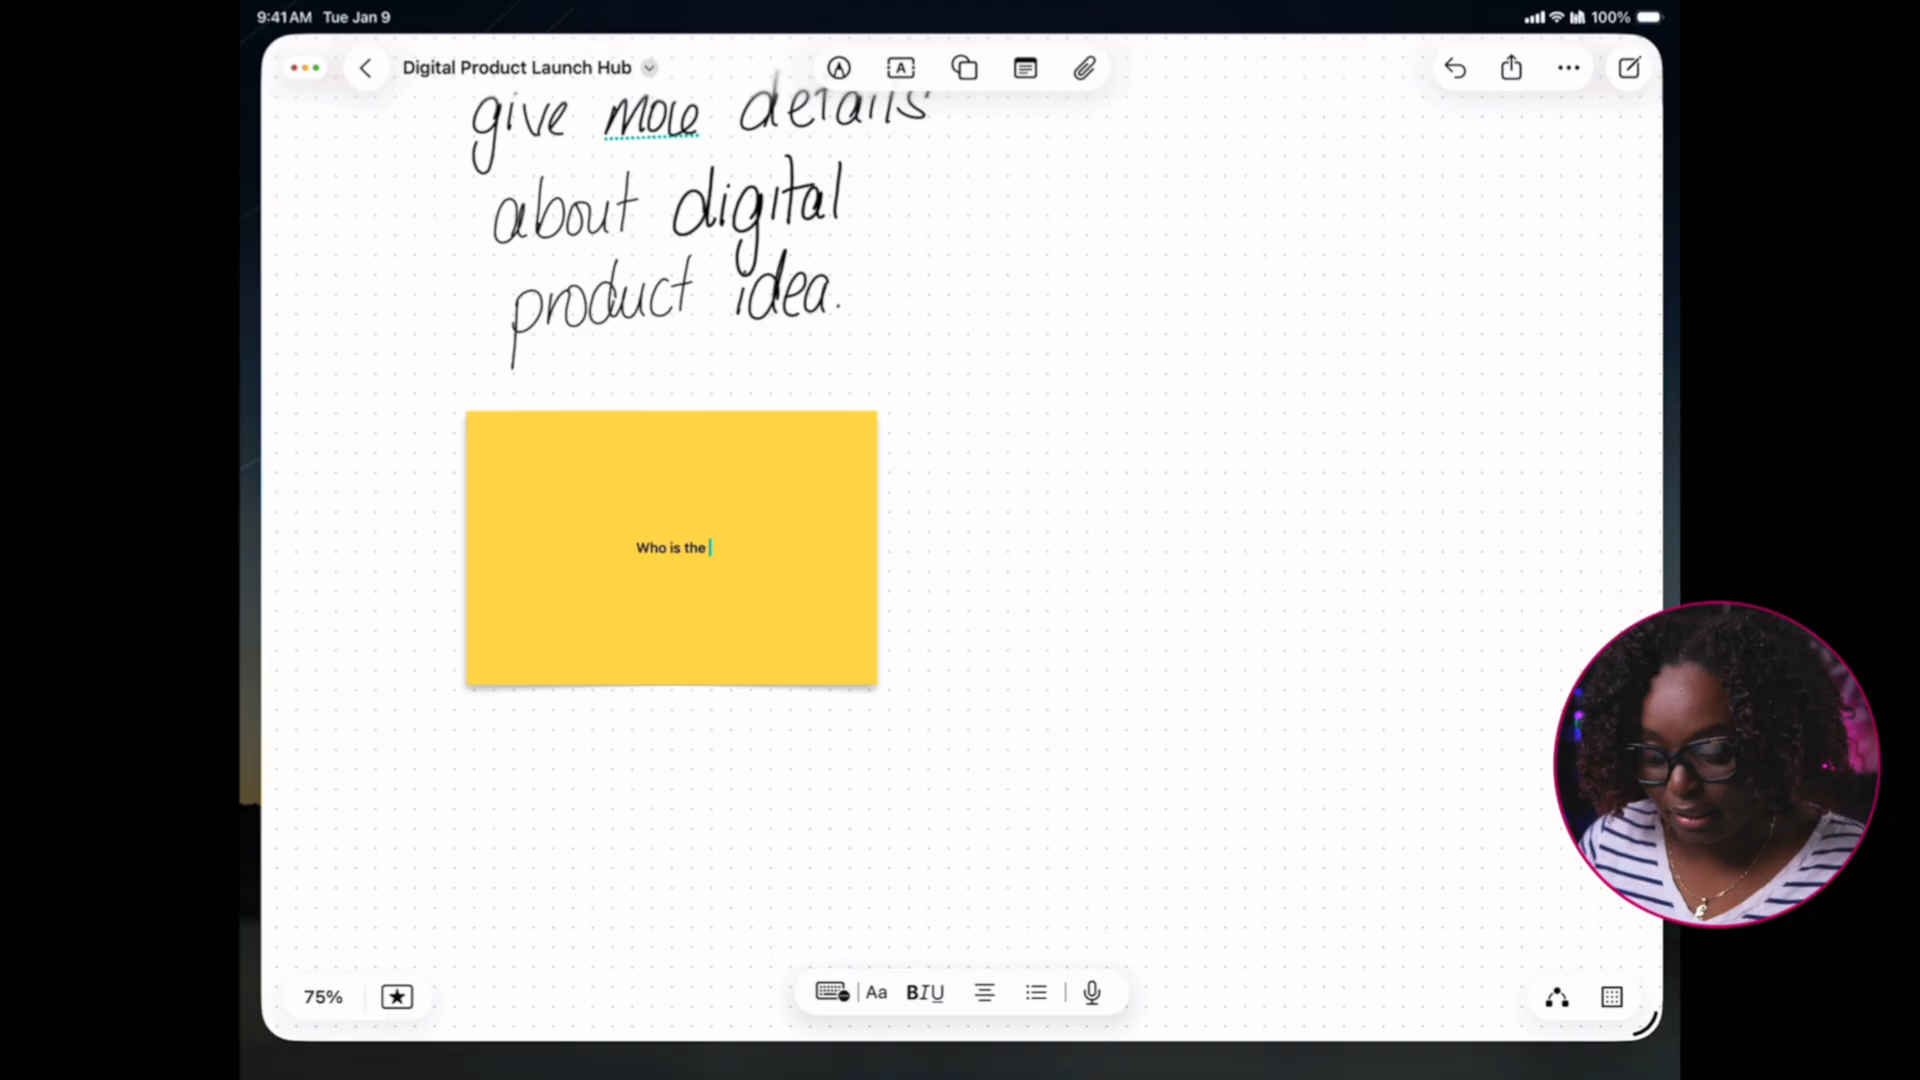 9:41 AM Tue Jan 9
100%
Digital Product Launch Hub
give more details
about digital
product idea.
Who is the
75%
Aa BIU